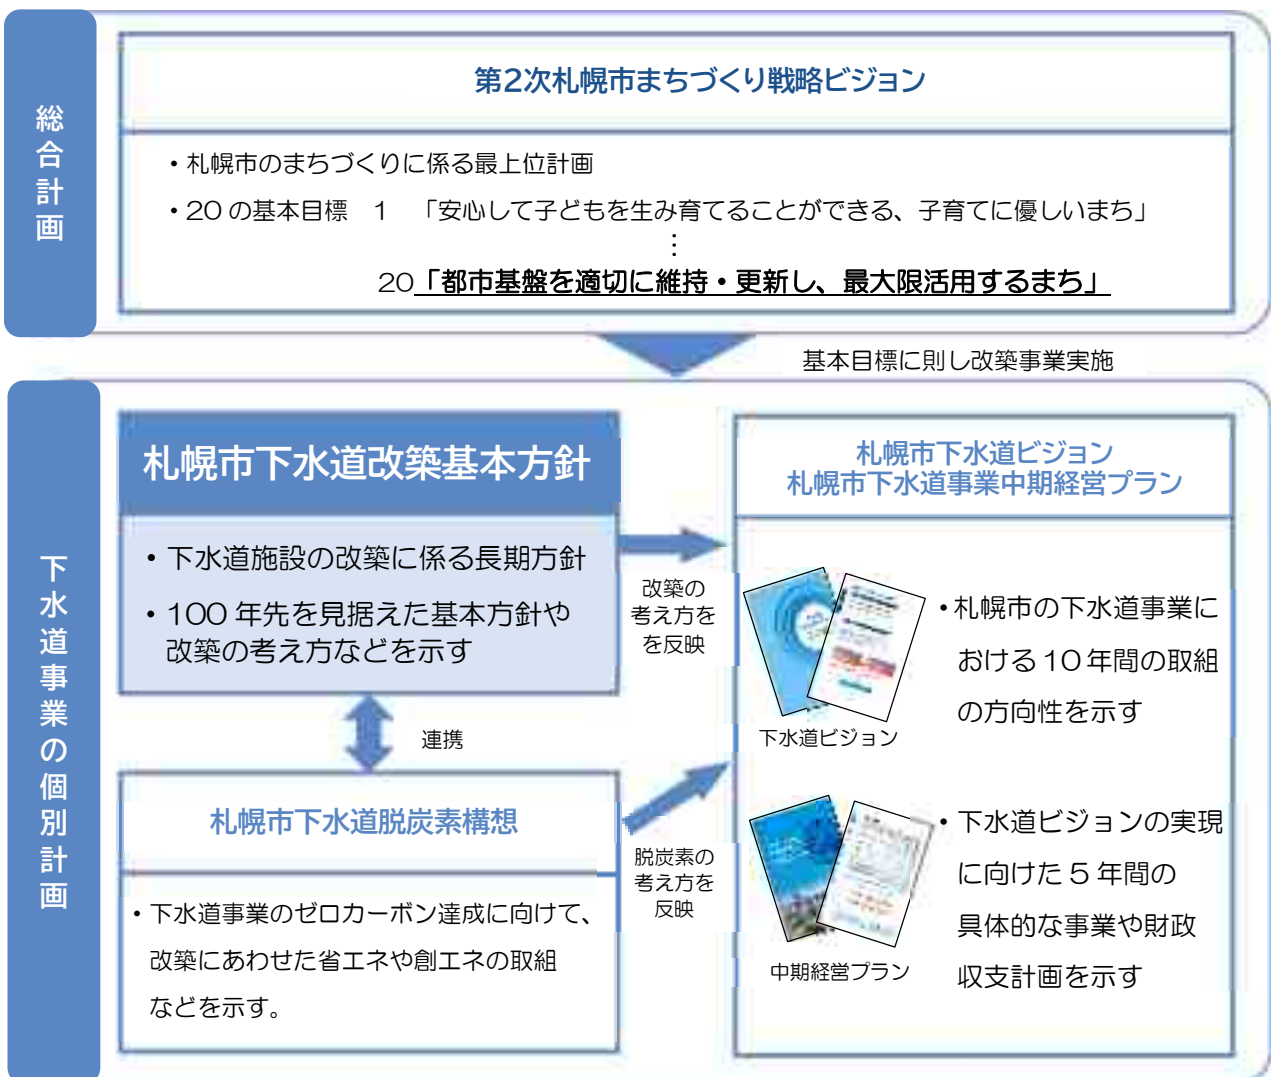 総合計画
第2次札幌市まちづくり戦略ビジョン
・札幌市のまちづくりに係る最上位計画
・20の基本目標　1　「安心して子どもを生み育てることができる、子育てに優しいまち」
⋮
20「都市基盤を適切に維持・更新し、最大限活用するまち」
基本目標に則し改築事業実施
下水道事業の個別計画
札幌市下水道改築基本方針
・下水道施設の改築に係る長期方針
・100年先を見据えた基本方針や
改築の考え方などを示す
連携
札幌市下水道脱炭素構想
・下水道事業のゼロカーボン達成に向けて、
改築にあわせた省エネや創エネの取組
などを示す。
改築の
考え方を
を反映
脱炭素の
考え方を
反映
札幌市下水道ビジョン
札幌市下水道事業中期経営プラン
下水道ビジョン
・札幌市の下水道事業に
おける10年間の取組
の方向性を示す
中期経営プラン
・下水道ビジョンの実現
に向けた5年間の
具体的な事業や財政
収支計画を示す